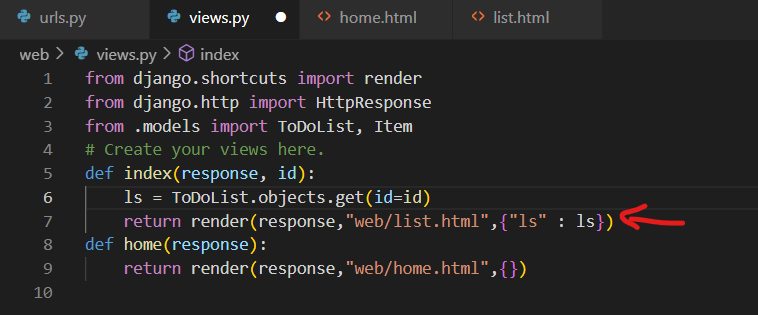 urls.py views.py home.html list.html
web > views.py > index
1 from django.shortcuts import render
2 from django.http import HttpResponse
3 from .models import ToDoList, Item
4 # Create your views here.
5 def index(response, id):
6     ls = ToDoList.objects.get(id=id)
7     return render(response,"web/list.html",{"ls" : ls})
8 def home(response):
9     return render(response,"web/home.html",{})
10